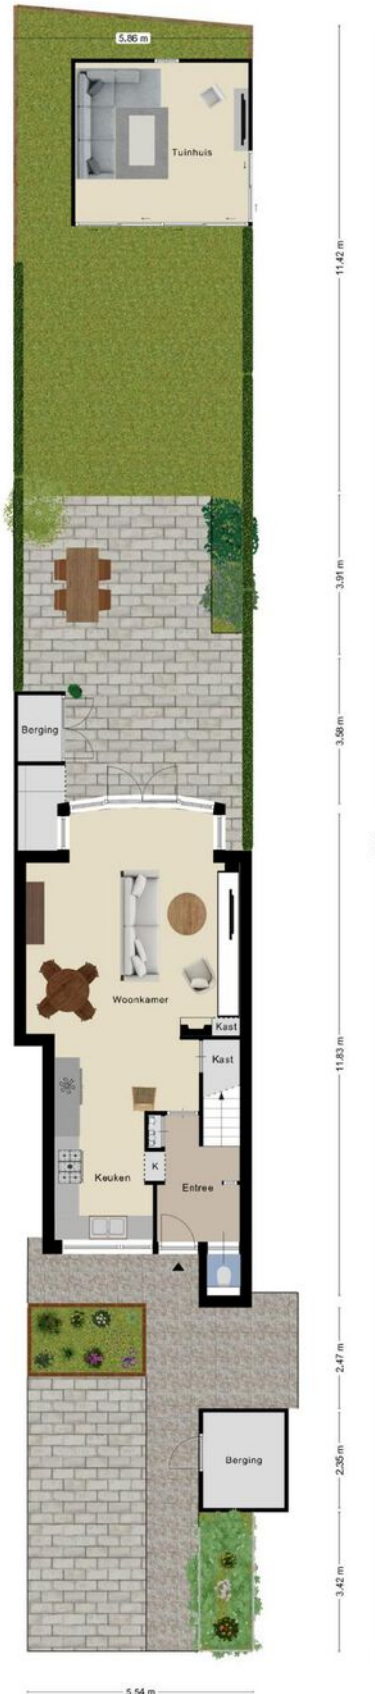 5.86 m
Tuinhuis
11.42 m
3.91 m
3.58 m
Berging
Woonkamer
Kast
Kast
11.83 m
K
Keuken
Entree
2.47 m
Berging
2.35 m
3.42 m
5.54 m